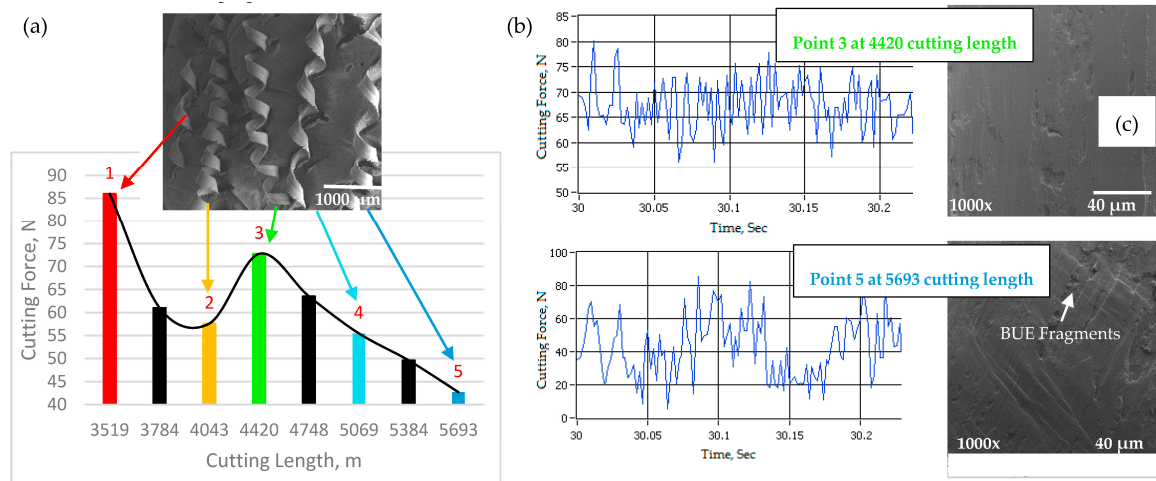 (a)
1000 µm
Cutting Force, N
90
85
80
75
70
65
60
55
50
45
40
1
2
3
4
5
3519 3784 4043 4420 4748 5069 5384 5693
Cutting Length, m
(b)
Cutting Force, N
85
80
75
70
65
60
55
50
30 30.05 30.1 30.15 30.2
Time, Sec
Point 3 at 4420 cutting length
(c)
1000x 40 µm
Cutting Force, N
100
80
60
40
20
0
30 30.05 30.1 30.15 30.2
Time, Sec
Point 5 at 5693 cutting length
BUE Fragments
1000x 40 µm